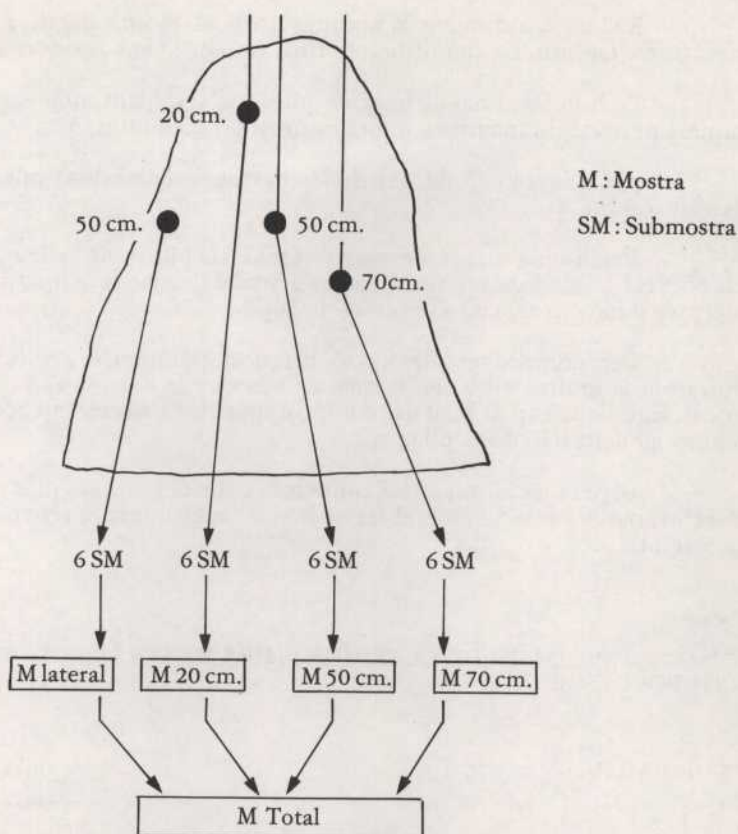 20 cm.
M : Mostra
50 cm.
50 cm.
SM : Submostra
70cm.
6 SM
6 SM
6 SM
6 SM
M lateral
M 20 cm.
M 50 cm.
M 70 cm.
M Total